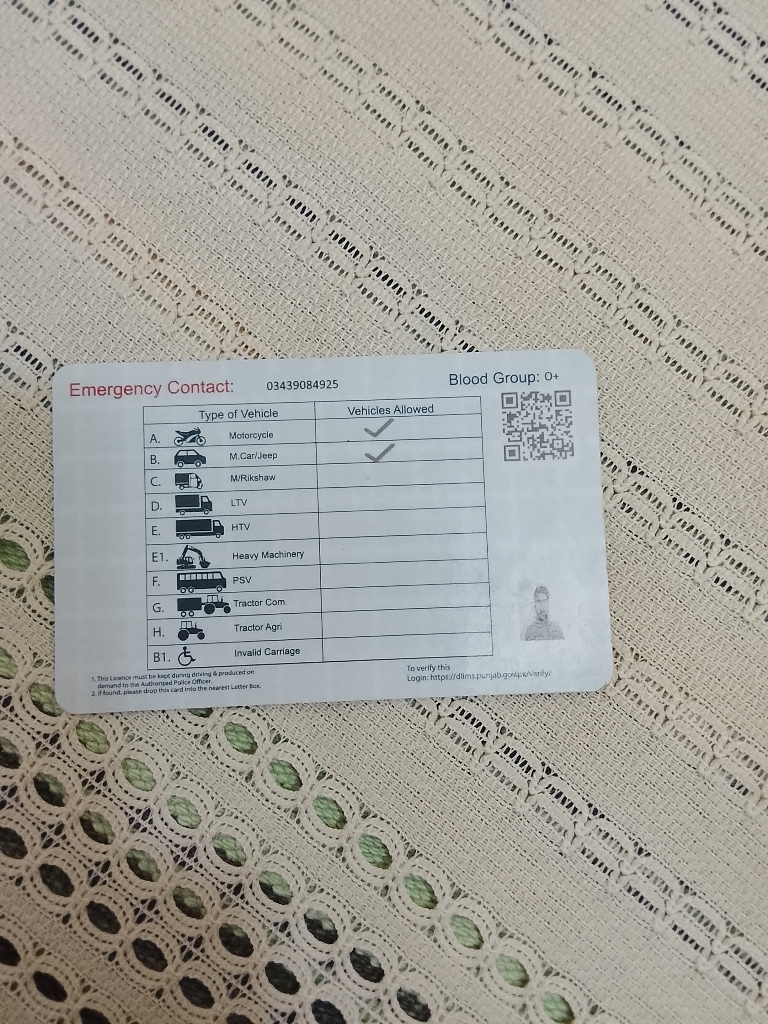 Emergency Contact: 03439084925 Blood Group: O+
Type of Vehicle Vehicles Allowed
A. Motorcycle
B. M.Car/Jeep
C. M/Rikshaw
D. LTV
E. HTV
E1. Heavy Machinery
F. PSV
G. Tractor Com.
H. Tractor Agri
B1. Invalid Carriage
1. This Licence must be kept during driving & produced on
demand to the Authorized Police Officer.
2. If found, please drop this card into the nearest Letter Box.
To verify this
Login: https://dlims.punjab.gov.pk/verify/